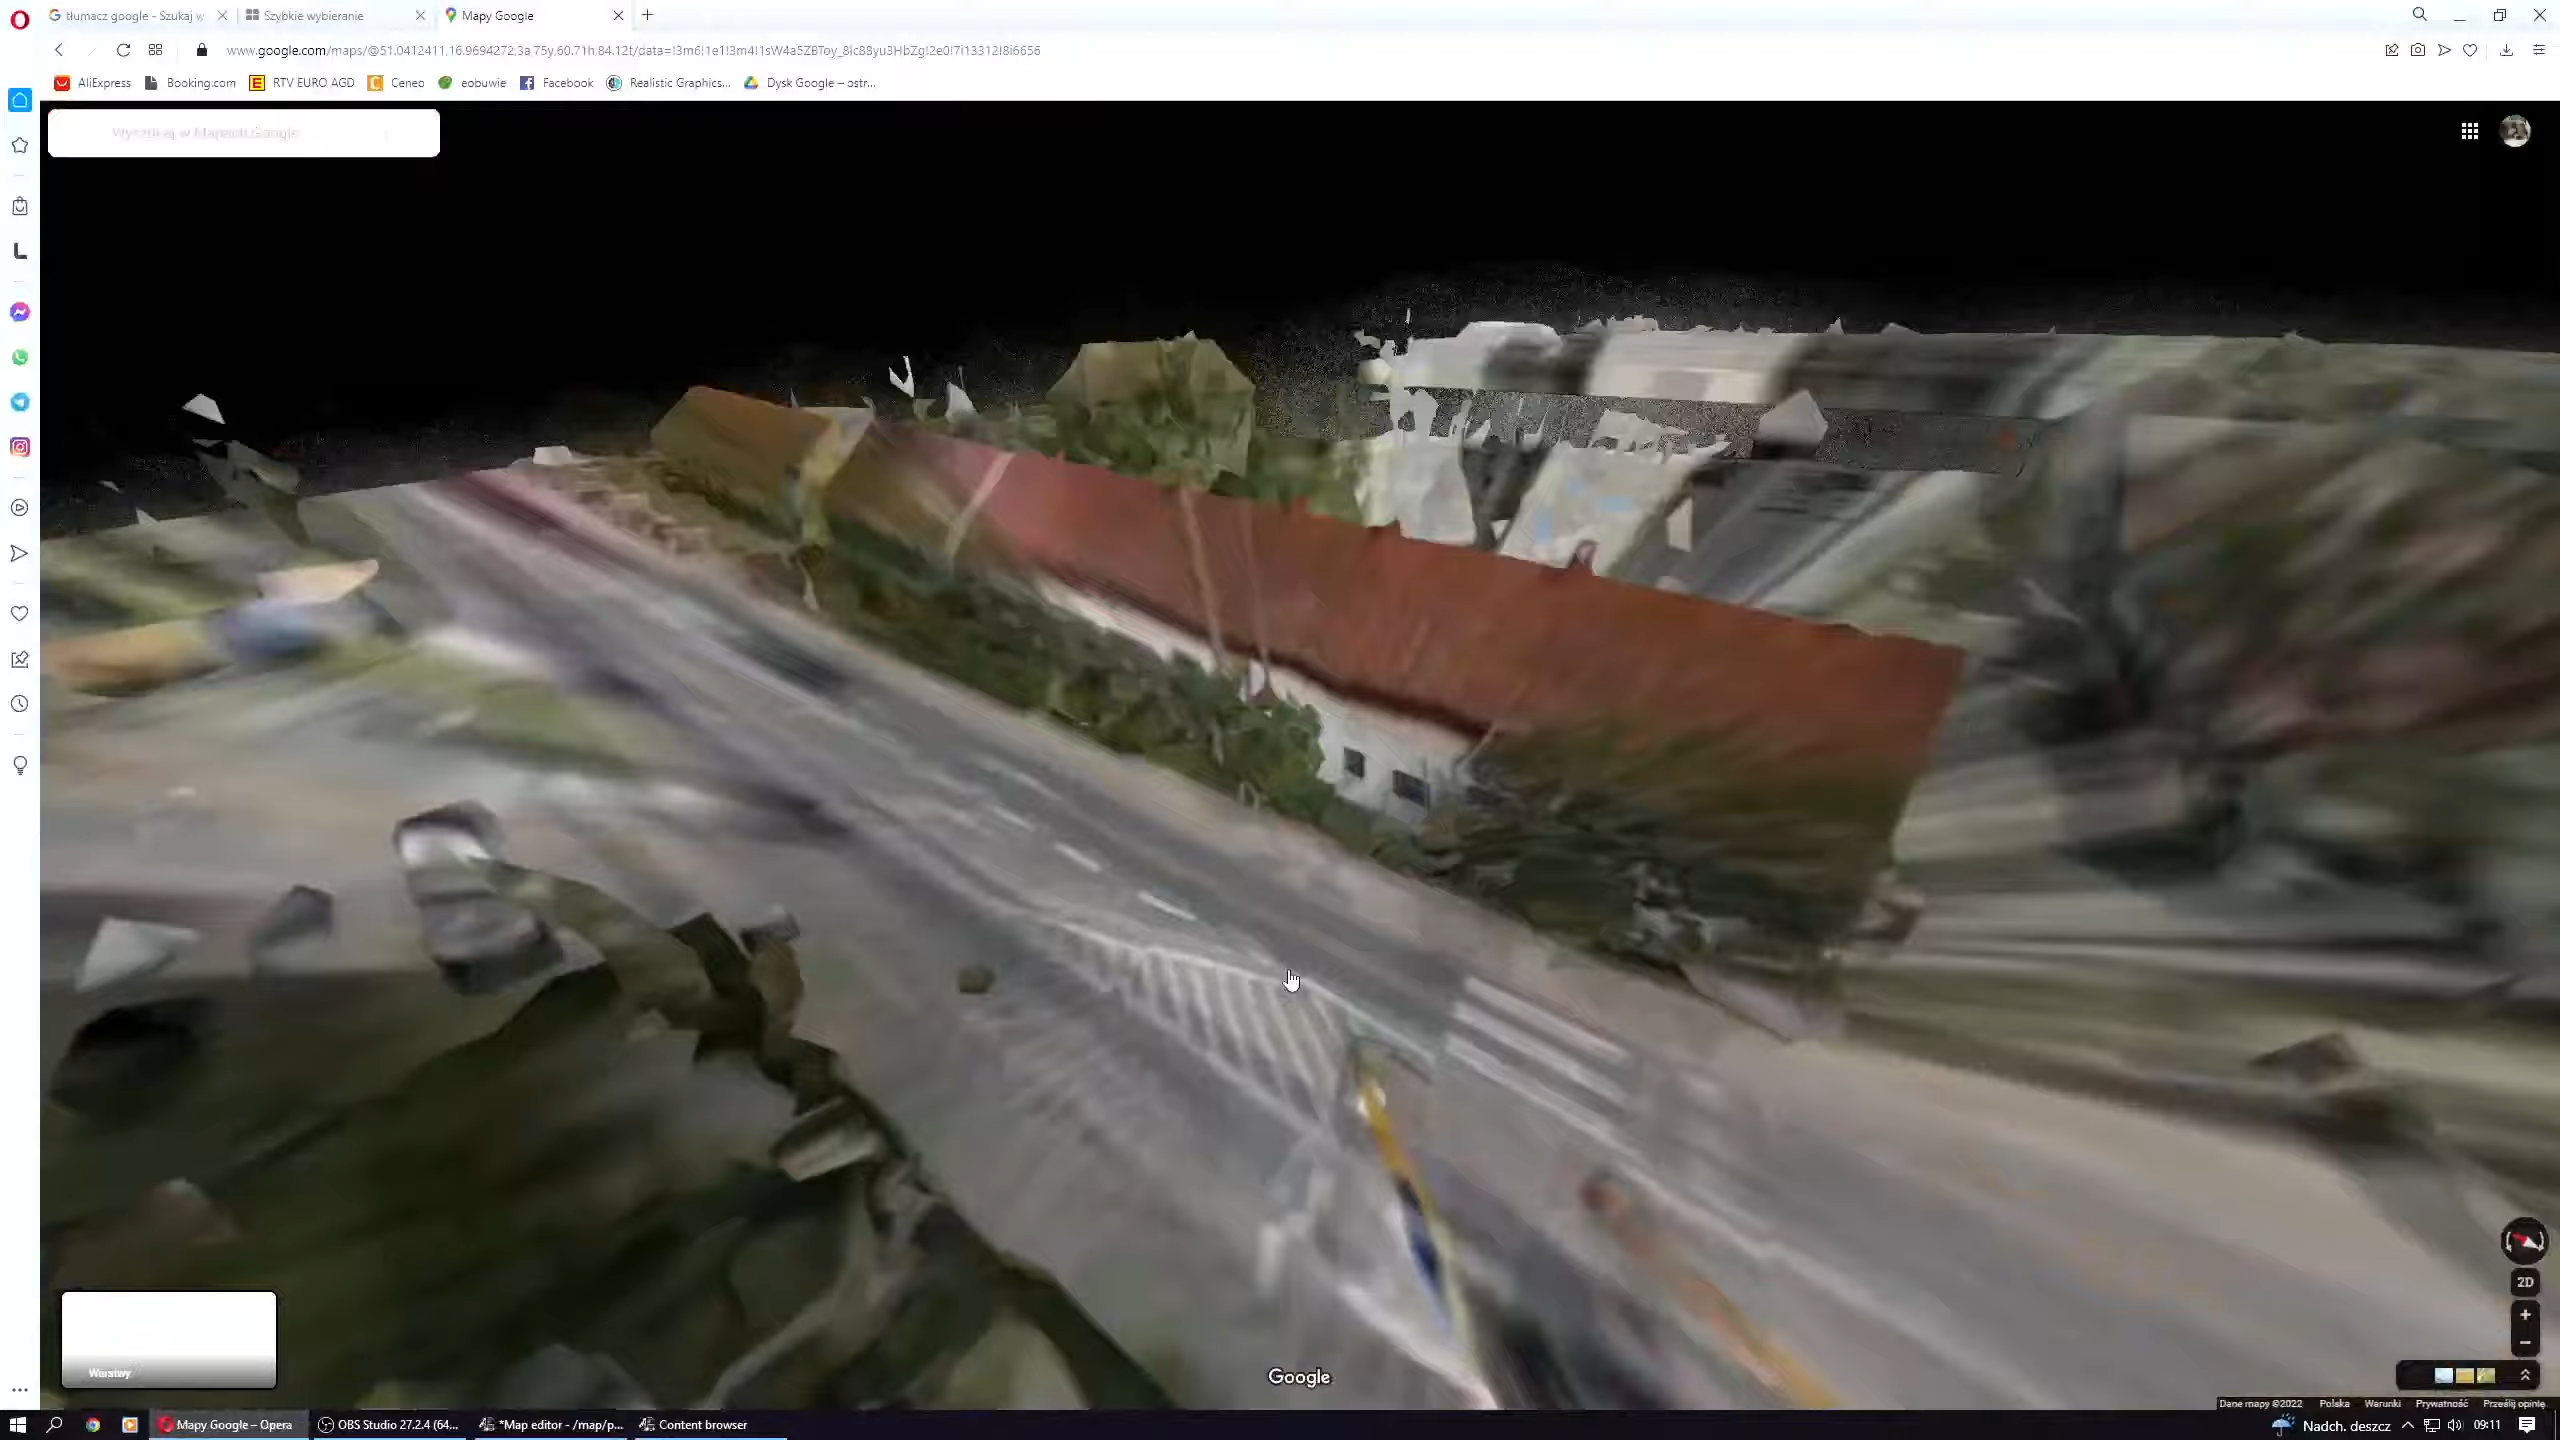 tłumacz google - Szukaj w
Szybkie wybieranie
Mapy Google
www.google.com/maps/@51.0412411,16.9694272,3a,75y,60.71h,84.12t/data=!3m6!1e1!3m4!1sW4a5ZBToy_8ic88yu3HbZg!2e0!7i13312!8i6656
AliExpress
Booking.com
RTV EURO AGD
Ceneo
eobuwie
Facebook
Realistic Graphics...
Dysk Google – ostr...
Wyszukaj w Mapach Google
Warstwy
Google
2D
Dane mapy ©2022
Polska
Warunki
Prywatność
Prześlij opinię
Mapy Google – Opera
OBS Studio 27.2.4 (64...
*Map editor - /map/p...
Content browser
Nadch. deszcz
09:11